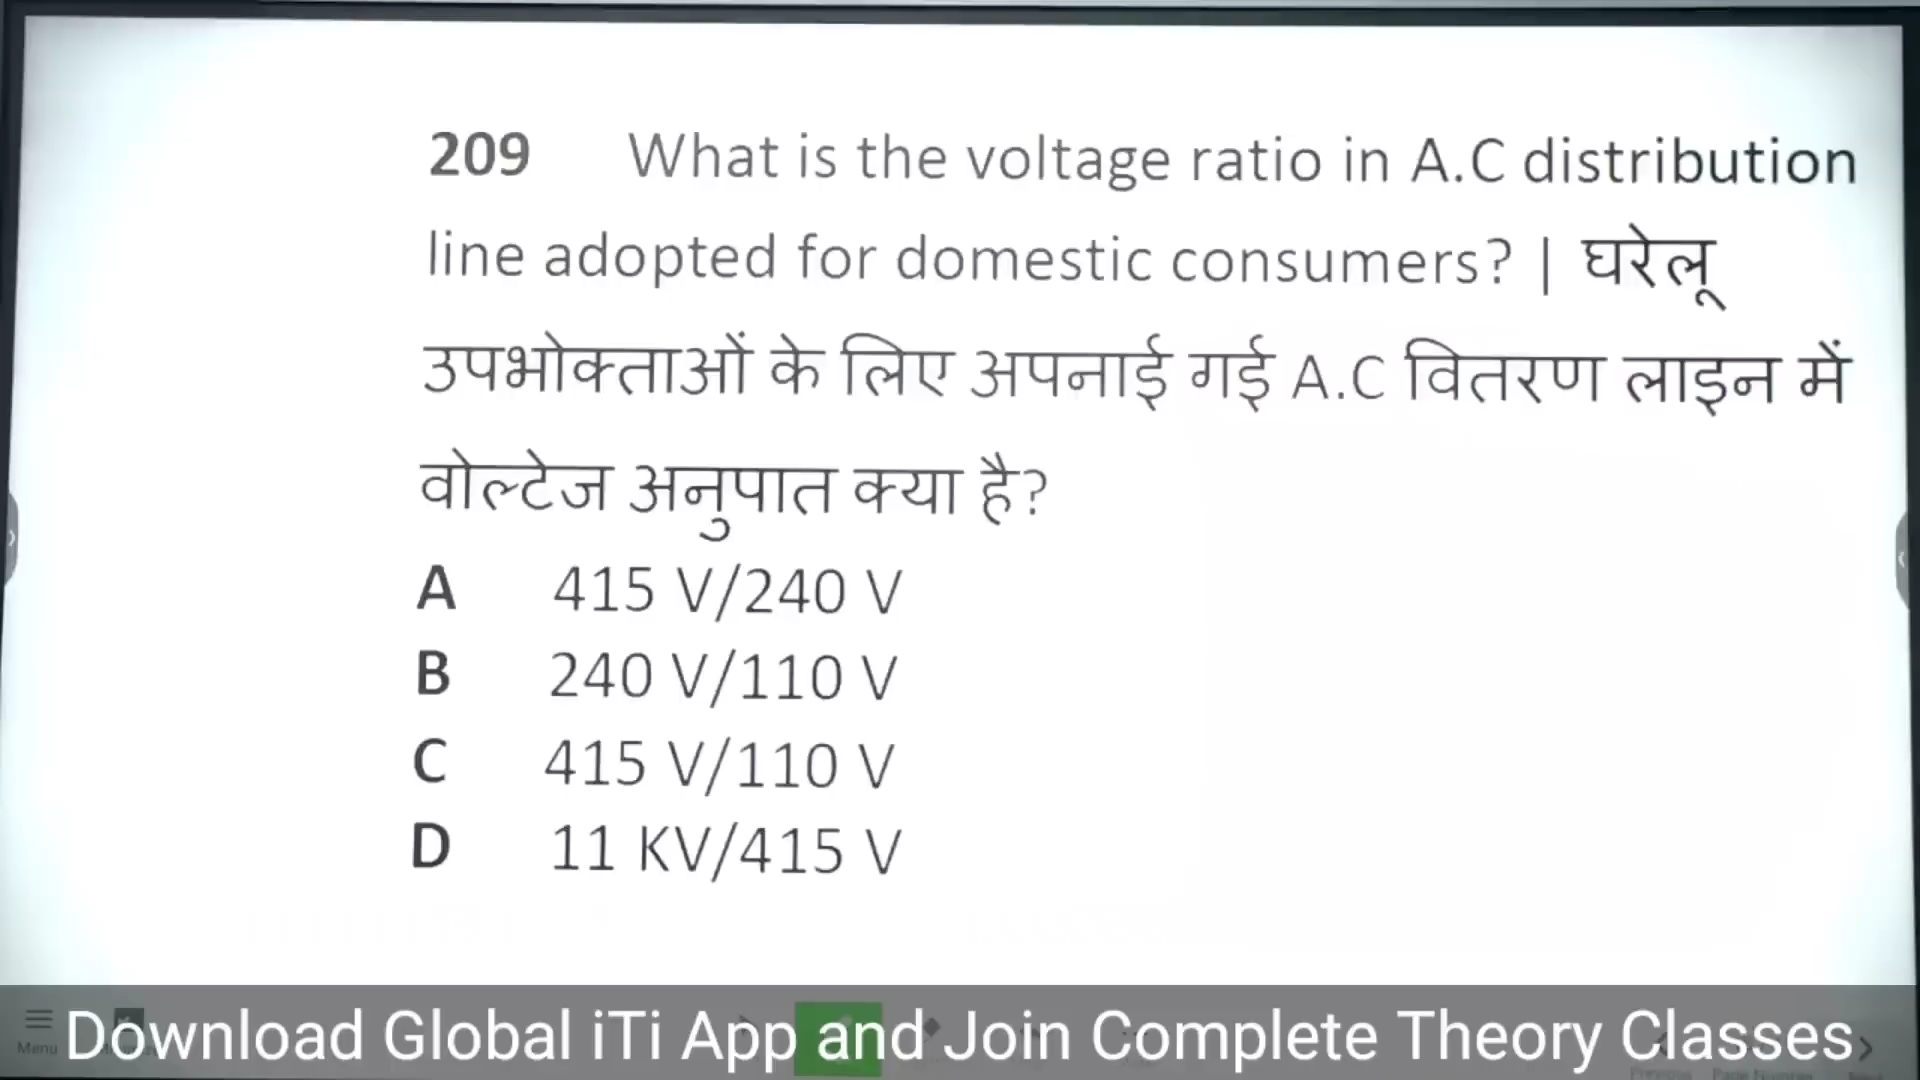 209 What is the voltage ratio in A.C distribution
line adopted for domestic consumers? | घरेलू
उपभोक्ताओं के लिए अपनाई गई A.C वितरण लाइन में
वोल्टेज अनुपात क्या है?
A 415 V/240 V
B 240 V/110 V
C 415 V/110 V
D 11 KV/415 V
Download Global iTi App and Join Complete Theory Classes
Menu